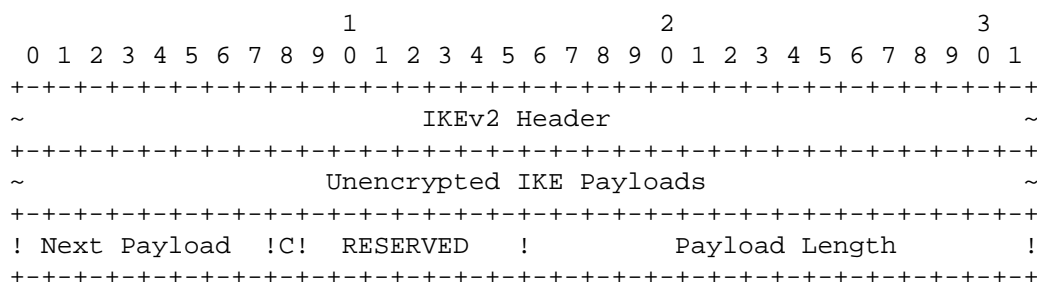 1                   2                   3
 0 1 2 3 4 5 6 7 8 9 0 1 2 3 4 5 6 7 8 9 0 1 2 3 4 5 6 7 8 9 0 1
+-+-+-+-+-+-+-+-+-+-+-+-+-+-+-+-+-+-+-+-+-+-+-+-+-+-+-+-+-+-+-+-+
~                          IKEv2 Header                         ~
+-+-+-+-+-+-+-+-+-+-+-+-+-+-+-+-+-+-+-+-+-+-+-+-+-+-+-+-+-+-+-+-+
~                    Unencrypted IKE Payloads                   ~
+-+-+-+-+-+-+-+-+-+-+-+-+-+-+-+-+-+-+-+-+-+-+-+-+-+-+-+-+-+-+-+-+
! Next Payload  !C!  RESERVED   !         Payload Length        !
+-+-+-+-+-+-+-+-+-+-+-+-+-+-+-+-+-+-+-+-+-+-+-+-+-+-+-+-+-+-+-+-+